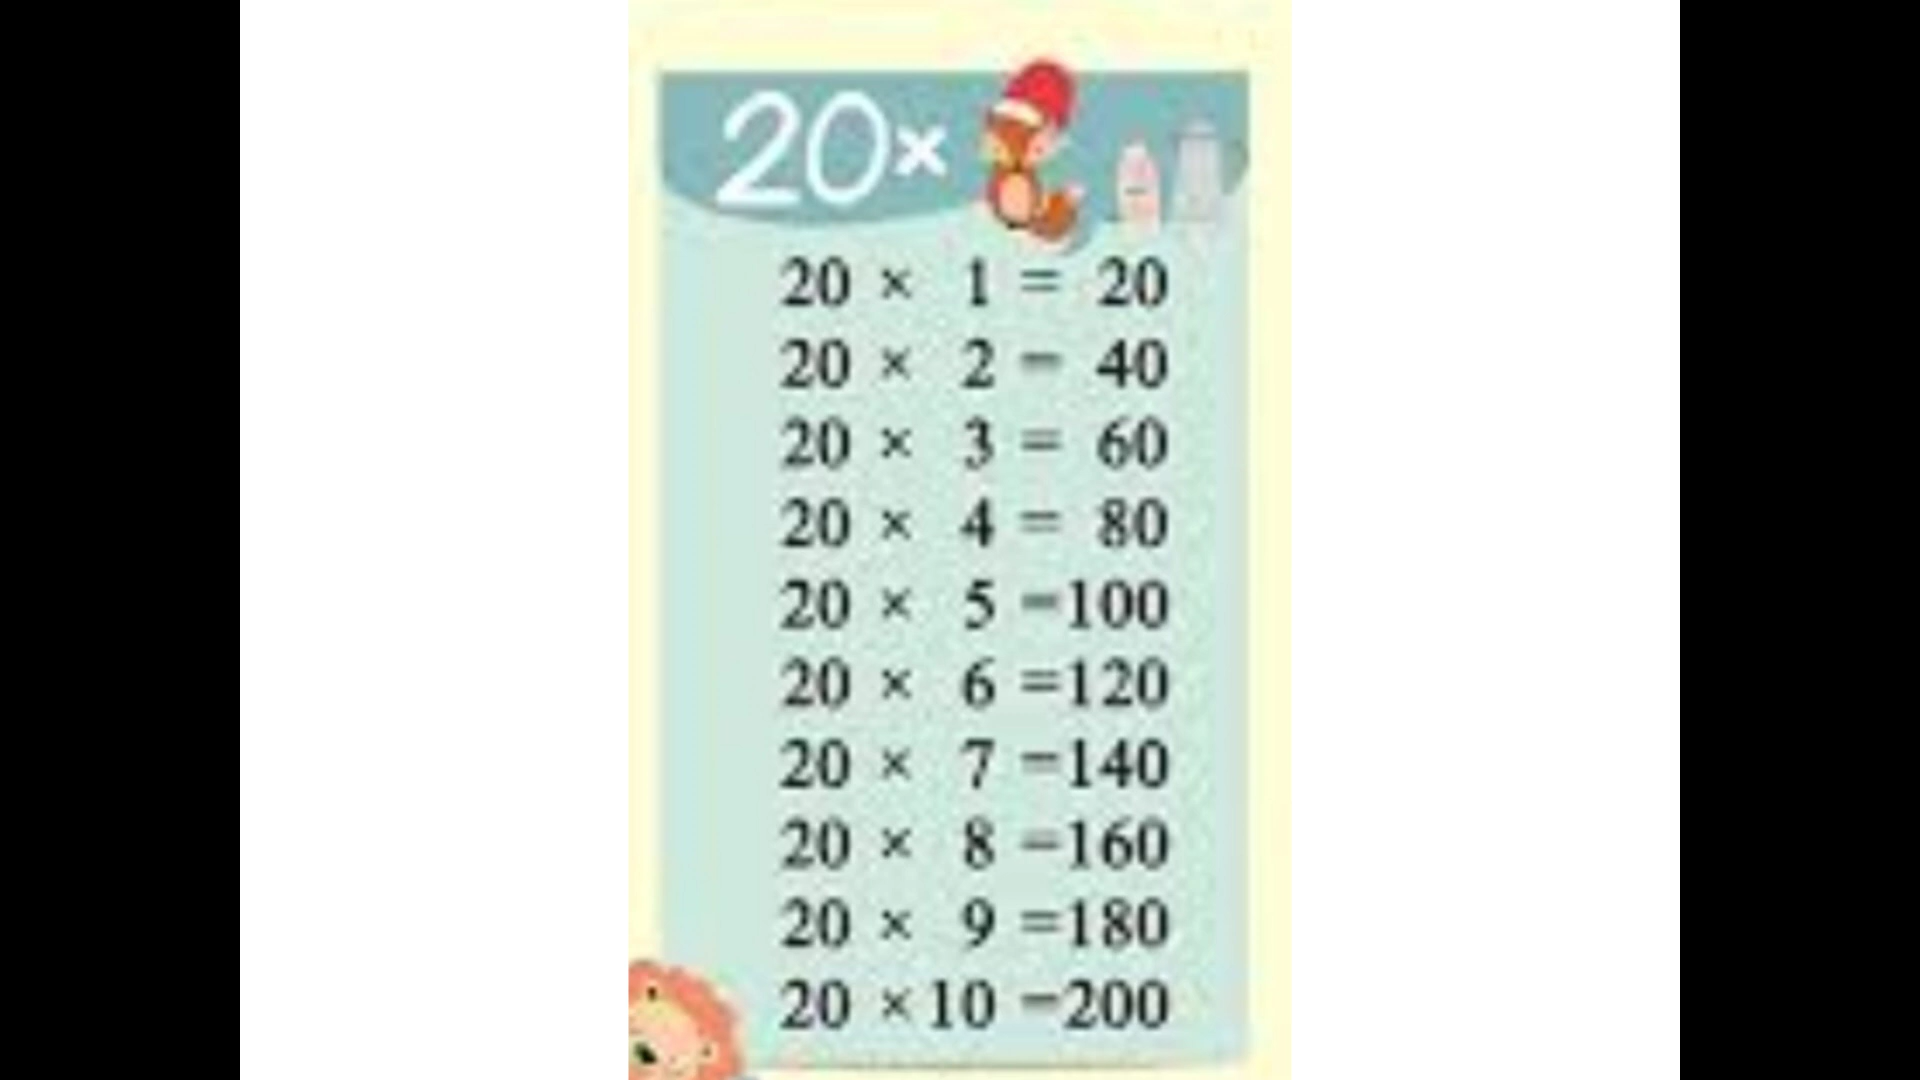 20×
20 × 1 = 20
20 × 2 = 40
20 × 3 = 60
20 × 4 = 80
20 × 5 =100
20 × 6 =120
20 × 7 =140
20 × 8 =160
20 × 9 =180
20 ×10 =200